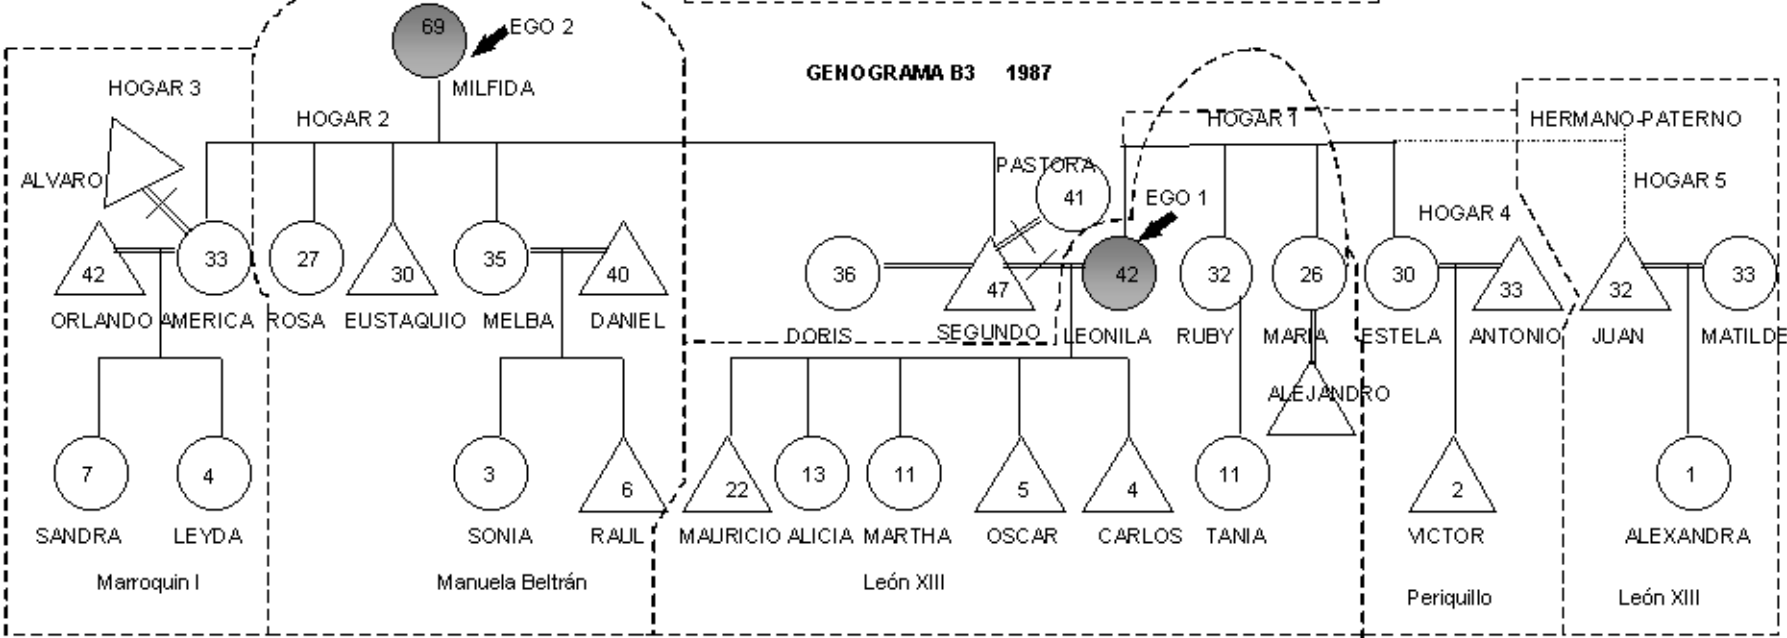 69
EGO 2
MILFIDA
GENOGRAMA B3 1987
HOGAR 3
HOGAR 2
HOGAR 1
HERMANO-PATERNO
ALVARO
PASTORA
41
EGO 1
HOGAR 5
HOGAR 4
42 33 27 30 35 40 36 47 42 32 26 30 33 32 33
ORLANDO AMERICA ROSA EUSTAQUIO MELBA DANIEL DORIS SEGUNDO LEONILA RUBY MARIA ESTELA ANTONIO JUAN MATILDE
ALEJANDRO
7 4 3 6 22 13 11 5 4 11 2 1
SANDRA LEYDA SONIA RAUL MAURICIO ALICIA MARTHA OSCAR CARLOS TANIA VICTOR ALEXANDRA
Marroquin I Manuela Beltrán León XIII Periquillo León XIII